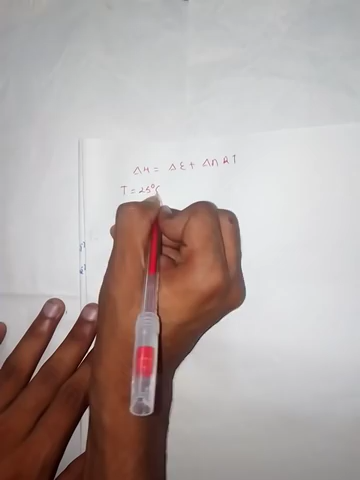 ΔH = ΔE + ΔnRT
T = 25°C